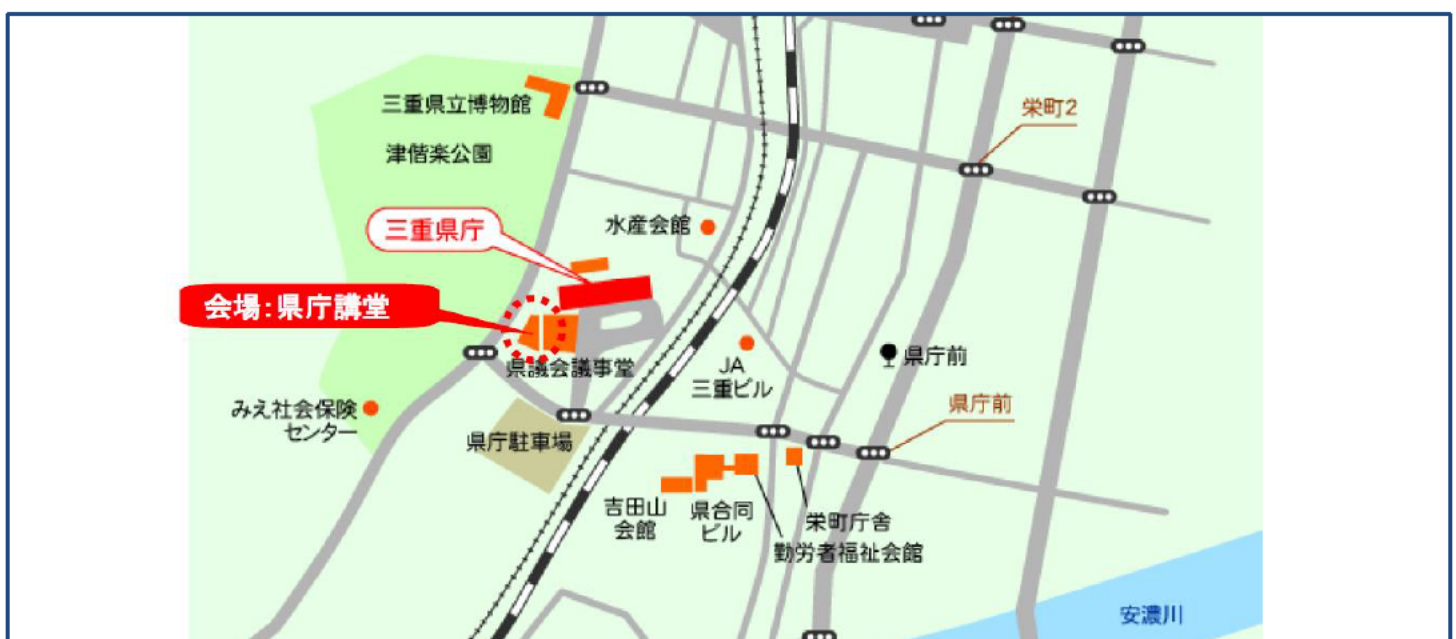 三重県立博物館
栄町2
津偕楽公園
三重県庁
水産会館
会場:県庁講堂
県議会議事堂
JA
三重ビル
県庁前
みえ社会保険
センター
県庁前
県庁駐車場
吉田山
会館
県合同
ビル
栄町庁舎
勤労者福祉会館
安濃川